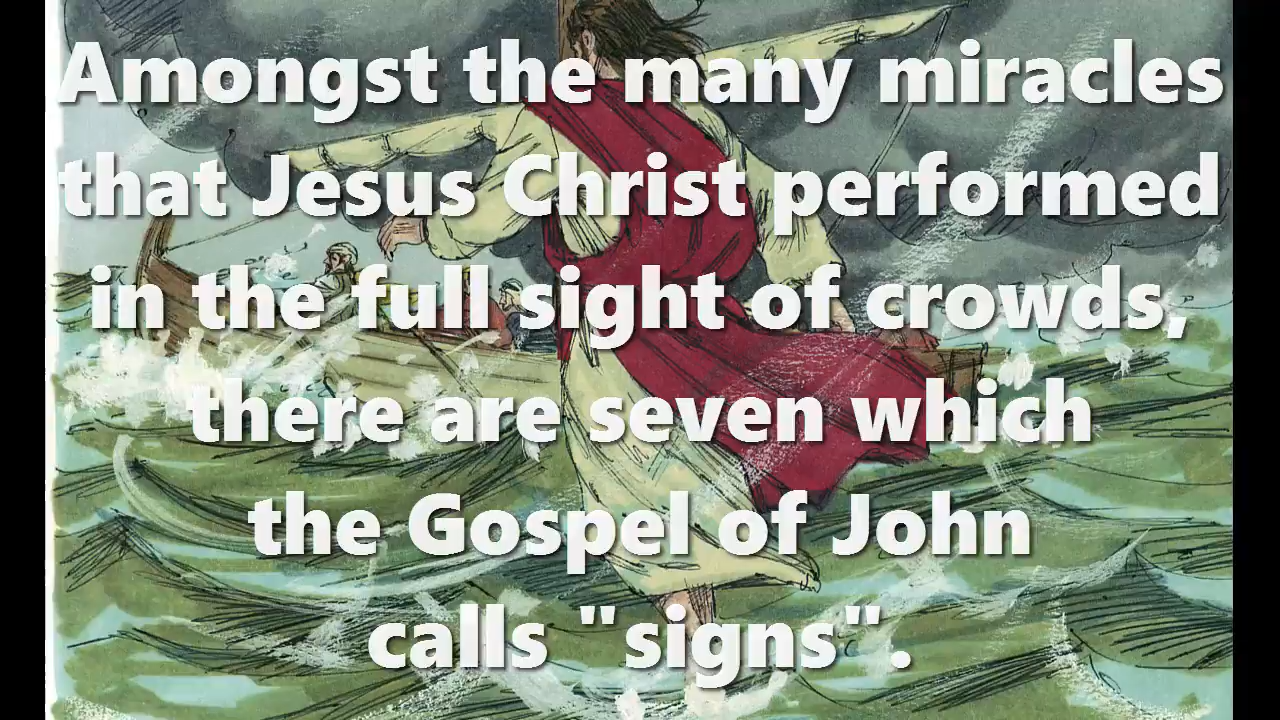 Amongst the many miracles
that Jesus Christ performed
in the full sight of crowds,
there are seven which
the Gospel of John
calls "signs".